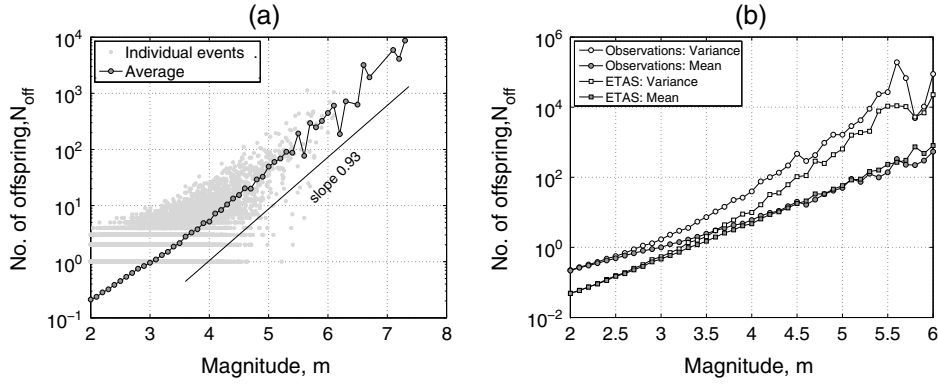 (a)
No. of offspring, N_off
10^4
10^3
10^2
10^1
10^0
10^−1
Individual events
Average
slope 0.93
2 3 4 5 6 7 8
Magnitude, m
(b)
No. of offspring, N_off
10^6
10^4
10^2
10^0
10^−2
Observations: Variance
Observations: Mean
ETAS: Variance
ETAS: Mean
2 2.5 3 3.5 4 4.5 5 5.5 6
Magnitude, m